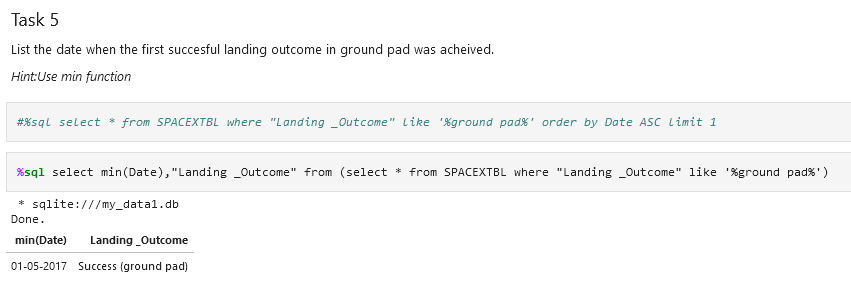 Task 5
List the date when the first succesful landing outcome in ground pad was acheived.
Hint:Use min function
#%sql select * from SPACEXTBL where "Landing _Outcome" like '%ground pad%' order by Date ASC limit 1
%sql select min(Date),"Landing _Outcome" from (select * from SPACEXTBL where "Landing _Outcome" like '%ground pad%')
* sqlite:///my_data1.db
Done.
min(Date) Landing _Outcome
01-05-2017 Success (ground pad)